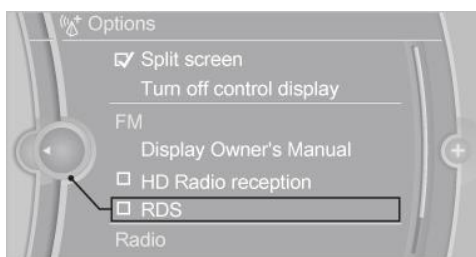 Options
Split screen
Turn off control display
FM
Display Owner's Manual
HD Radio reception
RDS
Radio